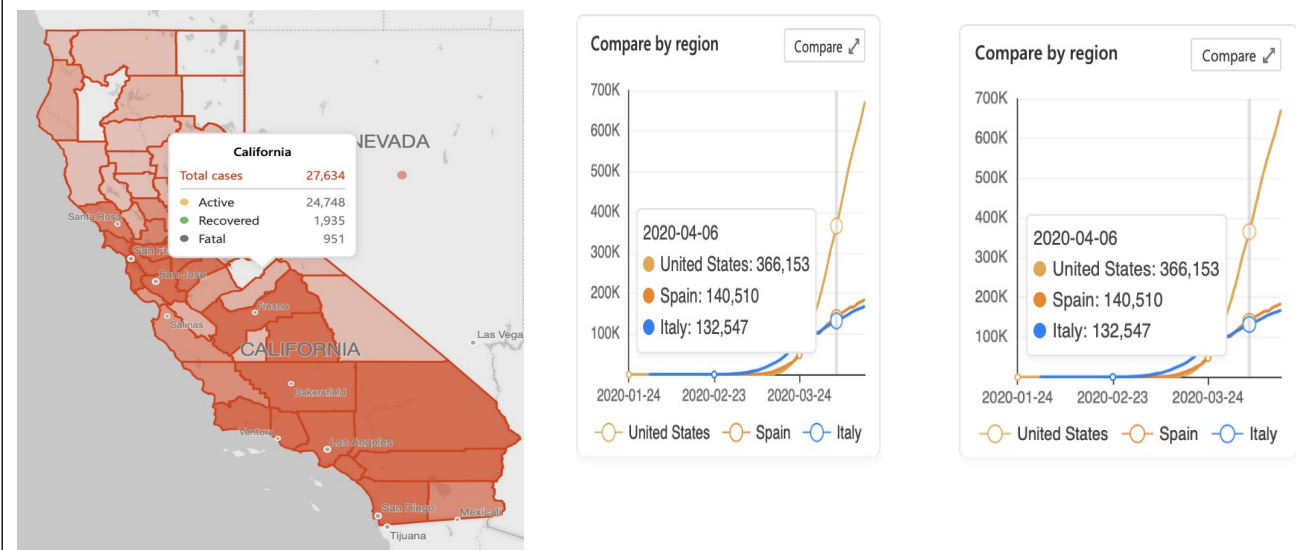 NEVADA
California
Total cases 27,634
Active 24,748
Recovered 1,935
Fatal 951
Santa Rosa
San Fr
San Jose
Salinas
Fresno
Las Vega
CALIFORNIA
Bakersfield
Ventura
Los Angeles
San Diego
Mexicali
Tijuana
Compare by region
Compare
700K
600K
500K
400K
300K
200K
100K
2020-04-06
United States: 366,153
Spain: 140,510
Italy: 132,547
2020-01-24 2020-02-23 2020-03-24
United States Spain Italy
Compare by region
Compare
700K
600K
500K
400K
300K
200K
100K
2020-04-06
United States: 366,153
Spain: 140,510
Italy: 132,547
2020-01-24 2020-02-23 2020-03-24
United States Spain Italy